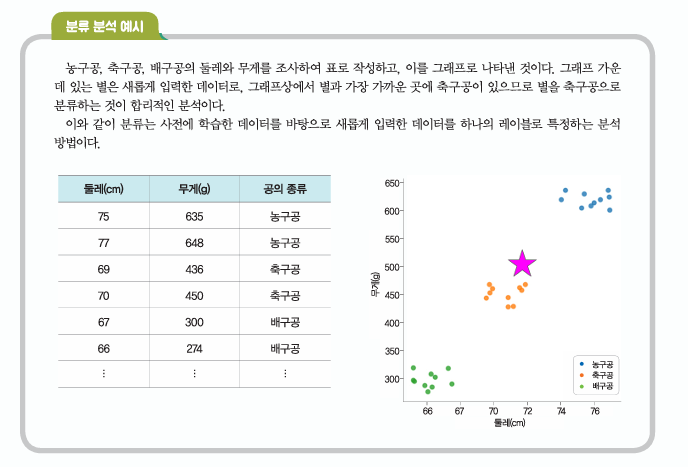 분류 분석 예시
농구공, 축구공, 배구공의 둘레와 무게를 조사하여 표로 작성하고, 이를 그래프로 나타낸 것이다. 그래프 가운
데 있는 별은 새롭게 입력한 데이터로, 그래프상에서 별과 가장 가까운 곳에 축구공이 있으므로 별을 축구공으로
분류하는 것이 합리적인 분석이다.
이와 같이 분류는 사전에 학습한 데이터를 바탕으로 새롭게 입력한 데이터를 하나의 레이블로 특정하는 분석
방법이다.
둘레(cm) 무게(g) 공의 종류
75 635 농구공
77 648 농구공
69 436 축구공
70 450 축구공
67 300 배구공
66 274 배구공
⋮ ⋮ ⋮
무게(g)
650
600
550
500
450
400
350
300
농구공
축구공
배구공
66 67 70 72 74 76
둘레(cm)